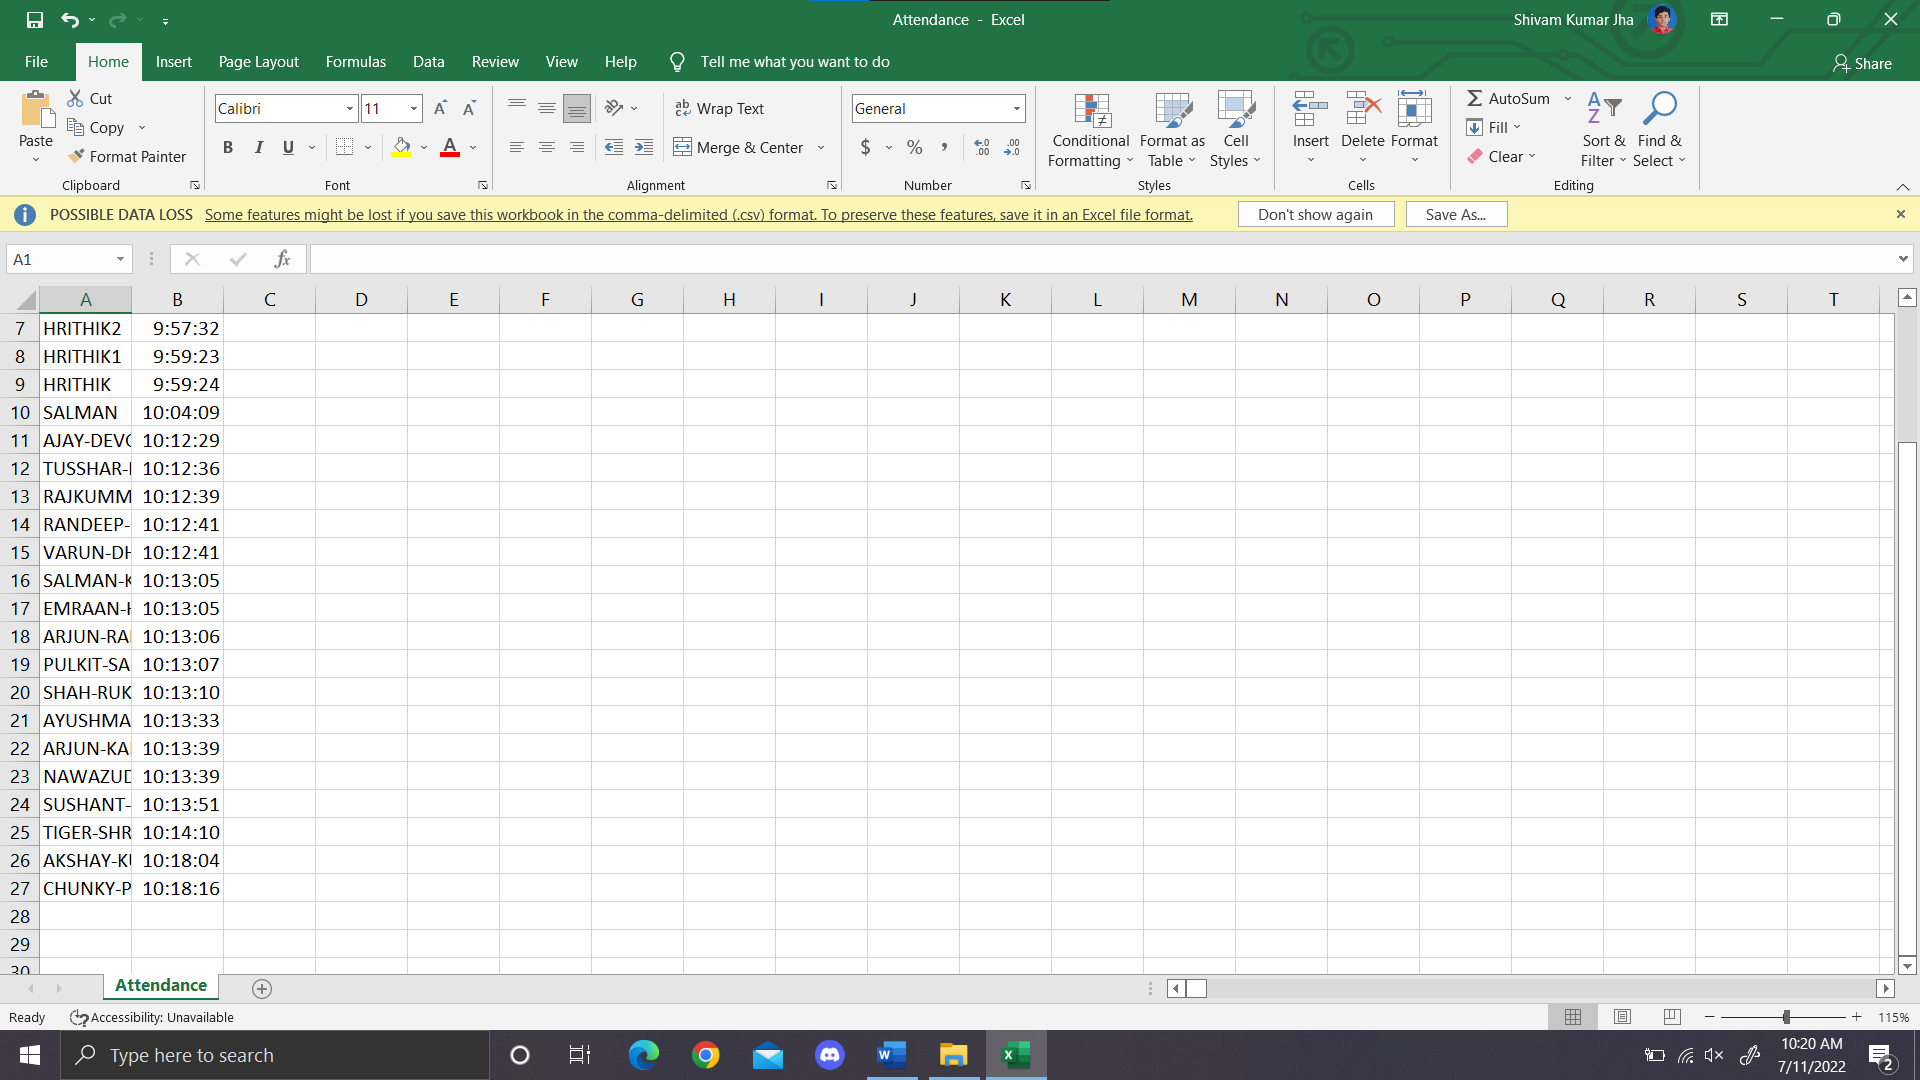 Attendance - Excel
Shivam Kumar Jha
File Home Insert Page Layout Formulas Data Review View Help Tell me what you want to do Share
Paste
Cut
Copy
Format Painter
Clipboard
Calibri 11
B I U A
Font
Wrap Text
Merge & Center
Alignment
General
$ % ,
Number
Conditional Formatting
Format as Table
Cell Styles
Styles
Insert Delete Format
Cells
AutoSum
Fill
Clear
Sort & Filter
Find & Select
Editing
POSSIBLE DATA LOSS Some features might be lost if you save this workbook in the comma-delimited (.csv) format. To preserve these features, save it in an Excel file format. Don't show again Save As...
A1 fx
A B C D E F G H I J K L M N O P Q R S T
7 HRITHIK2 9:57:32
8 HRITHIK1 9:59:23
9 HRITHIK 9:59:24
10 SALMAN 10:04:09
11 AJAY-DEV 10:12:29
12 TUSSHAR- 10:12:36
13 RAJKUMM 10:12:39
14 RANDEEP- 10:12:41
15 VARUN-DH 10:12:41
16 SALMAN-K 10:13:05
17 EMRAAN-H 10:13:05
18 ARJUN-RA 10:13:06
19 PULKIT-SA 10:13:07
20 SHAH-RUK 10:13:10
21 AYUSHMA 10:13:33
22 ARJUN-KA 10:13:39
23 NAWAZUD 10:13:39
24 SUSHANT- 10:13:51
25 TIGER-SHR 10:14:10
26 AKSHAY-KU 10:18:04
27 CHUNKY-P 10:18:16
28
29
30
Attendance
Ready Accessibility: Unavailable 115%
Type here to search
10:20 AM
7/11/2022
2